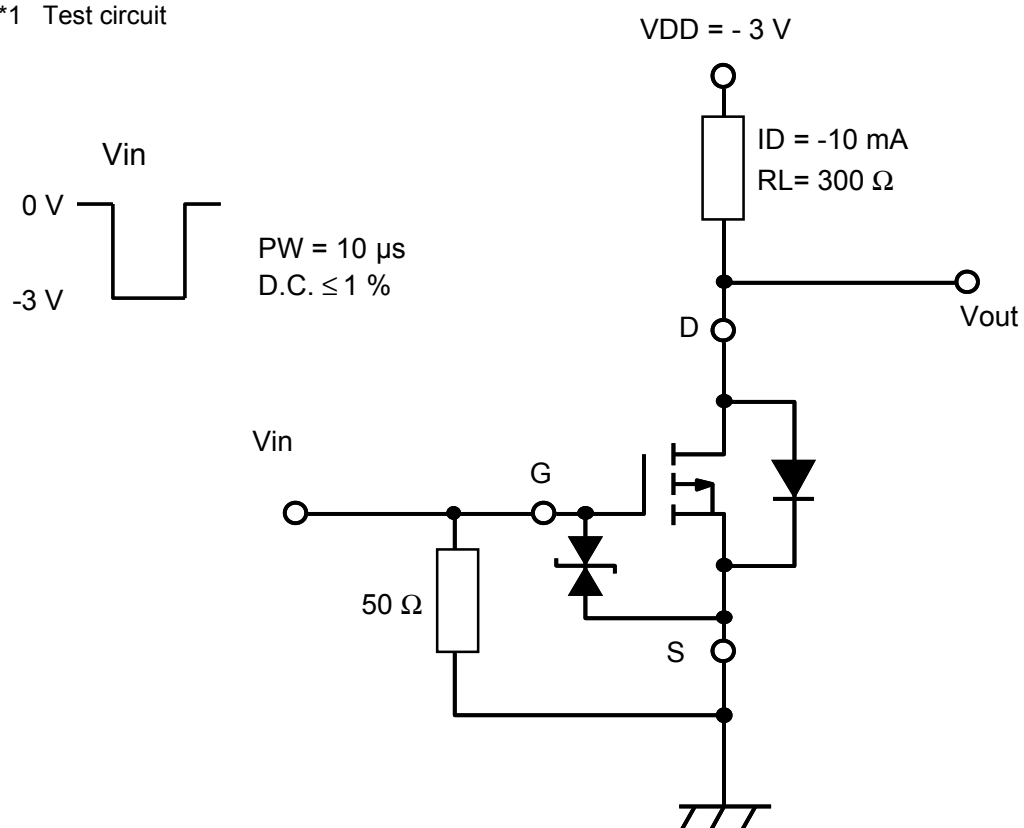 *1 Test circuit
VDD = - 3 V
ID = -10 mA
RL= 300 Ω
Vin
0 V
-3 V
PW = 10 µs
D.C. ≤ 1 %
Vout
D
Vin
G
50 Ω
S